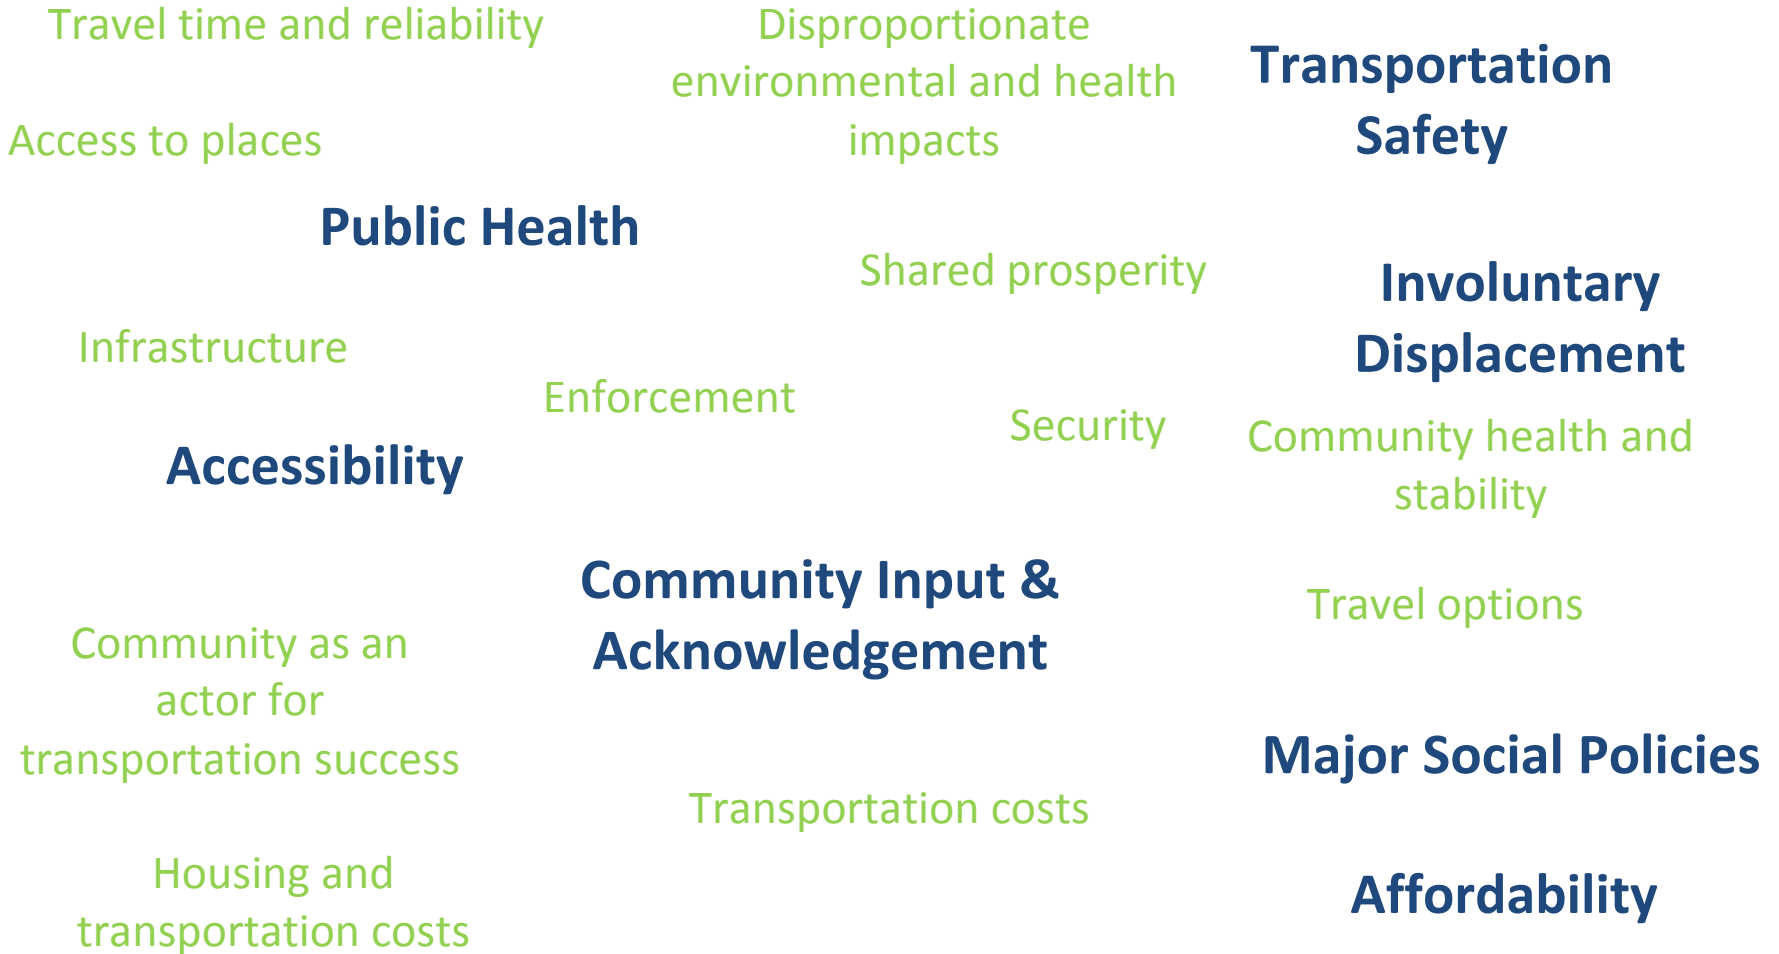 Travel time and reliability
Disproportionate
environmental and health
impacts
Transportation
Safety
Access to places
Public Health
Shared prosperity
Involuntary
Displacement
Infrastructure
Enforcement
Security
Community health and
stability
Accessibility
Community Input &
Acknowledgement
Travel options
Community as an
actor for
transportation success
Major Social Policies
Transportation costs
Housing and
transportation costs
Affordability